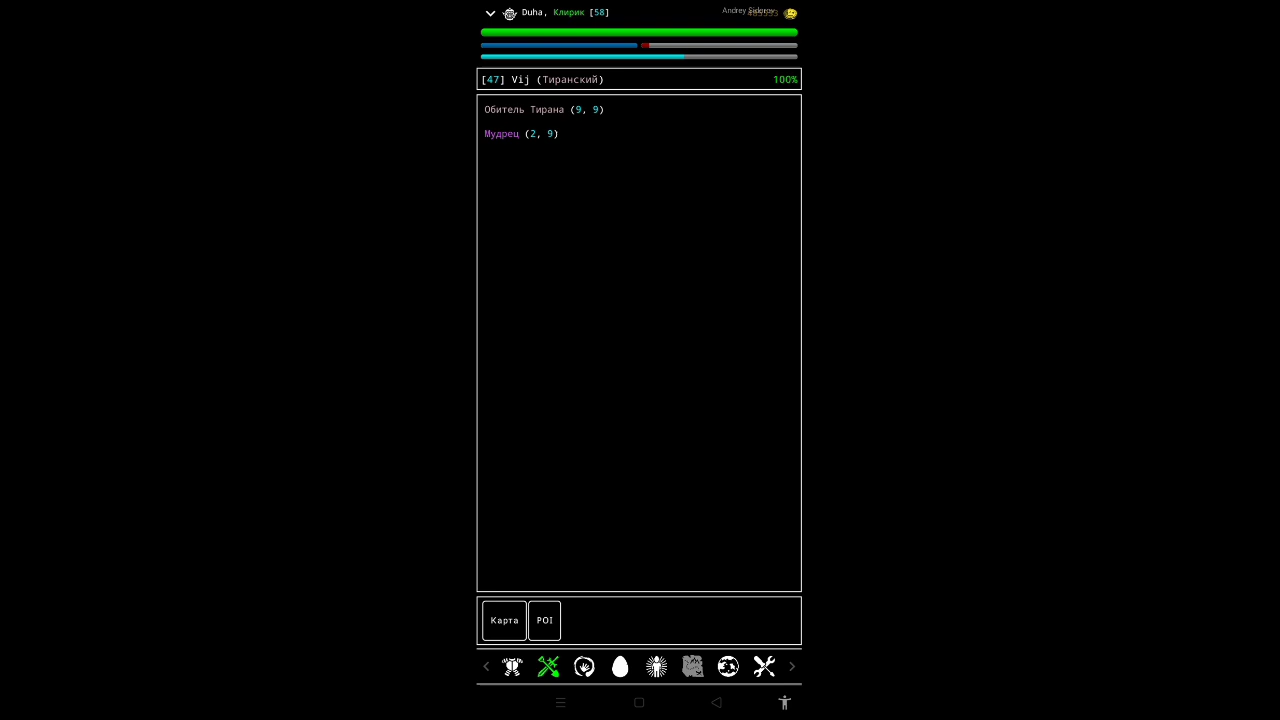 Duha, Клирик [58]
[47] Vij (Тиранский) 100%
Обитель Тирана (9, 9)
Мудрец (2, 9)
Карта POI